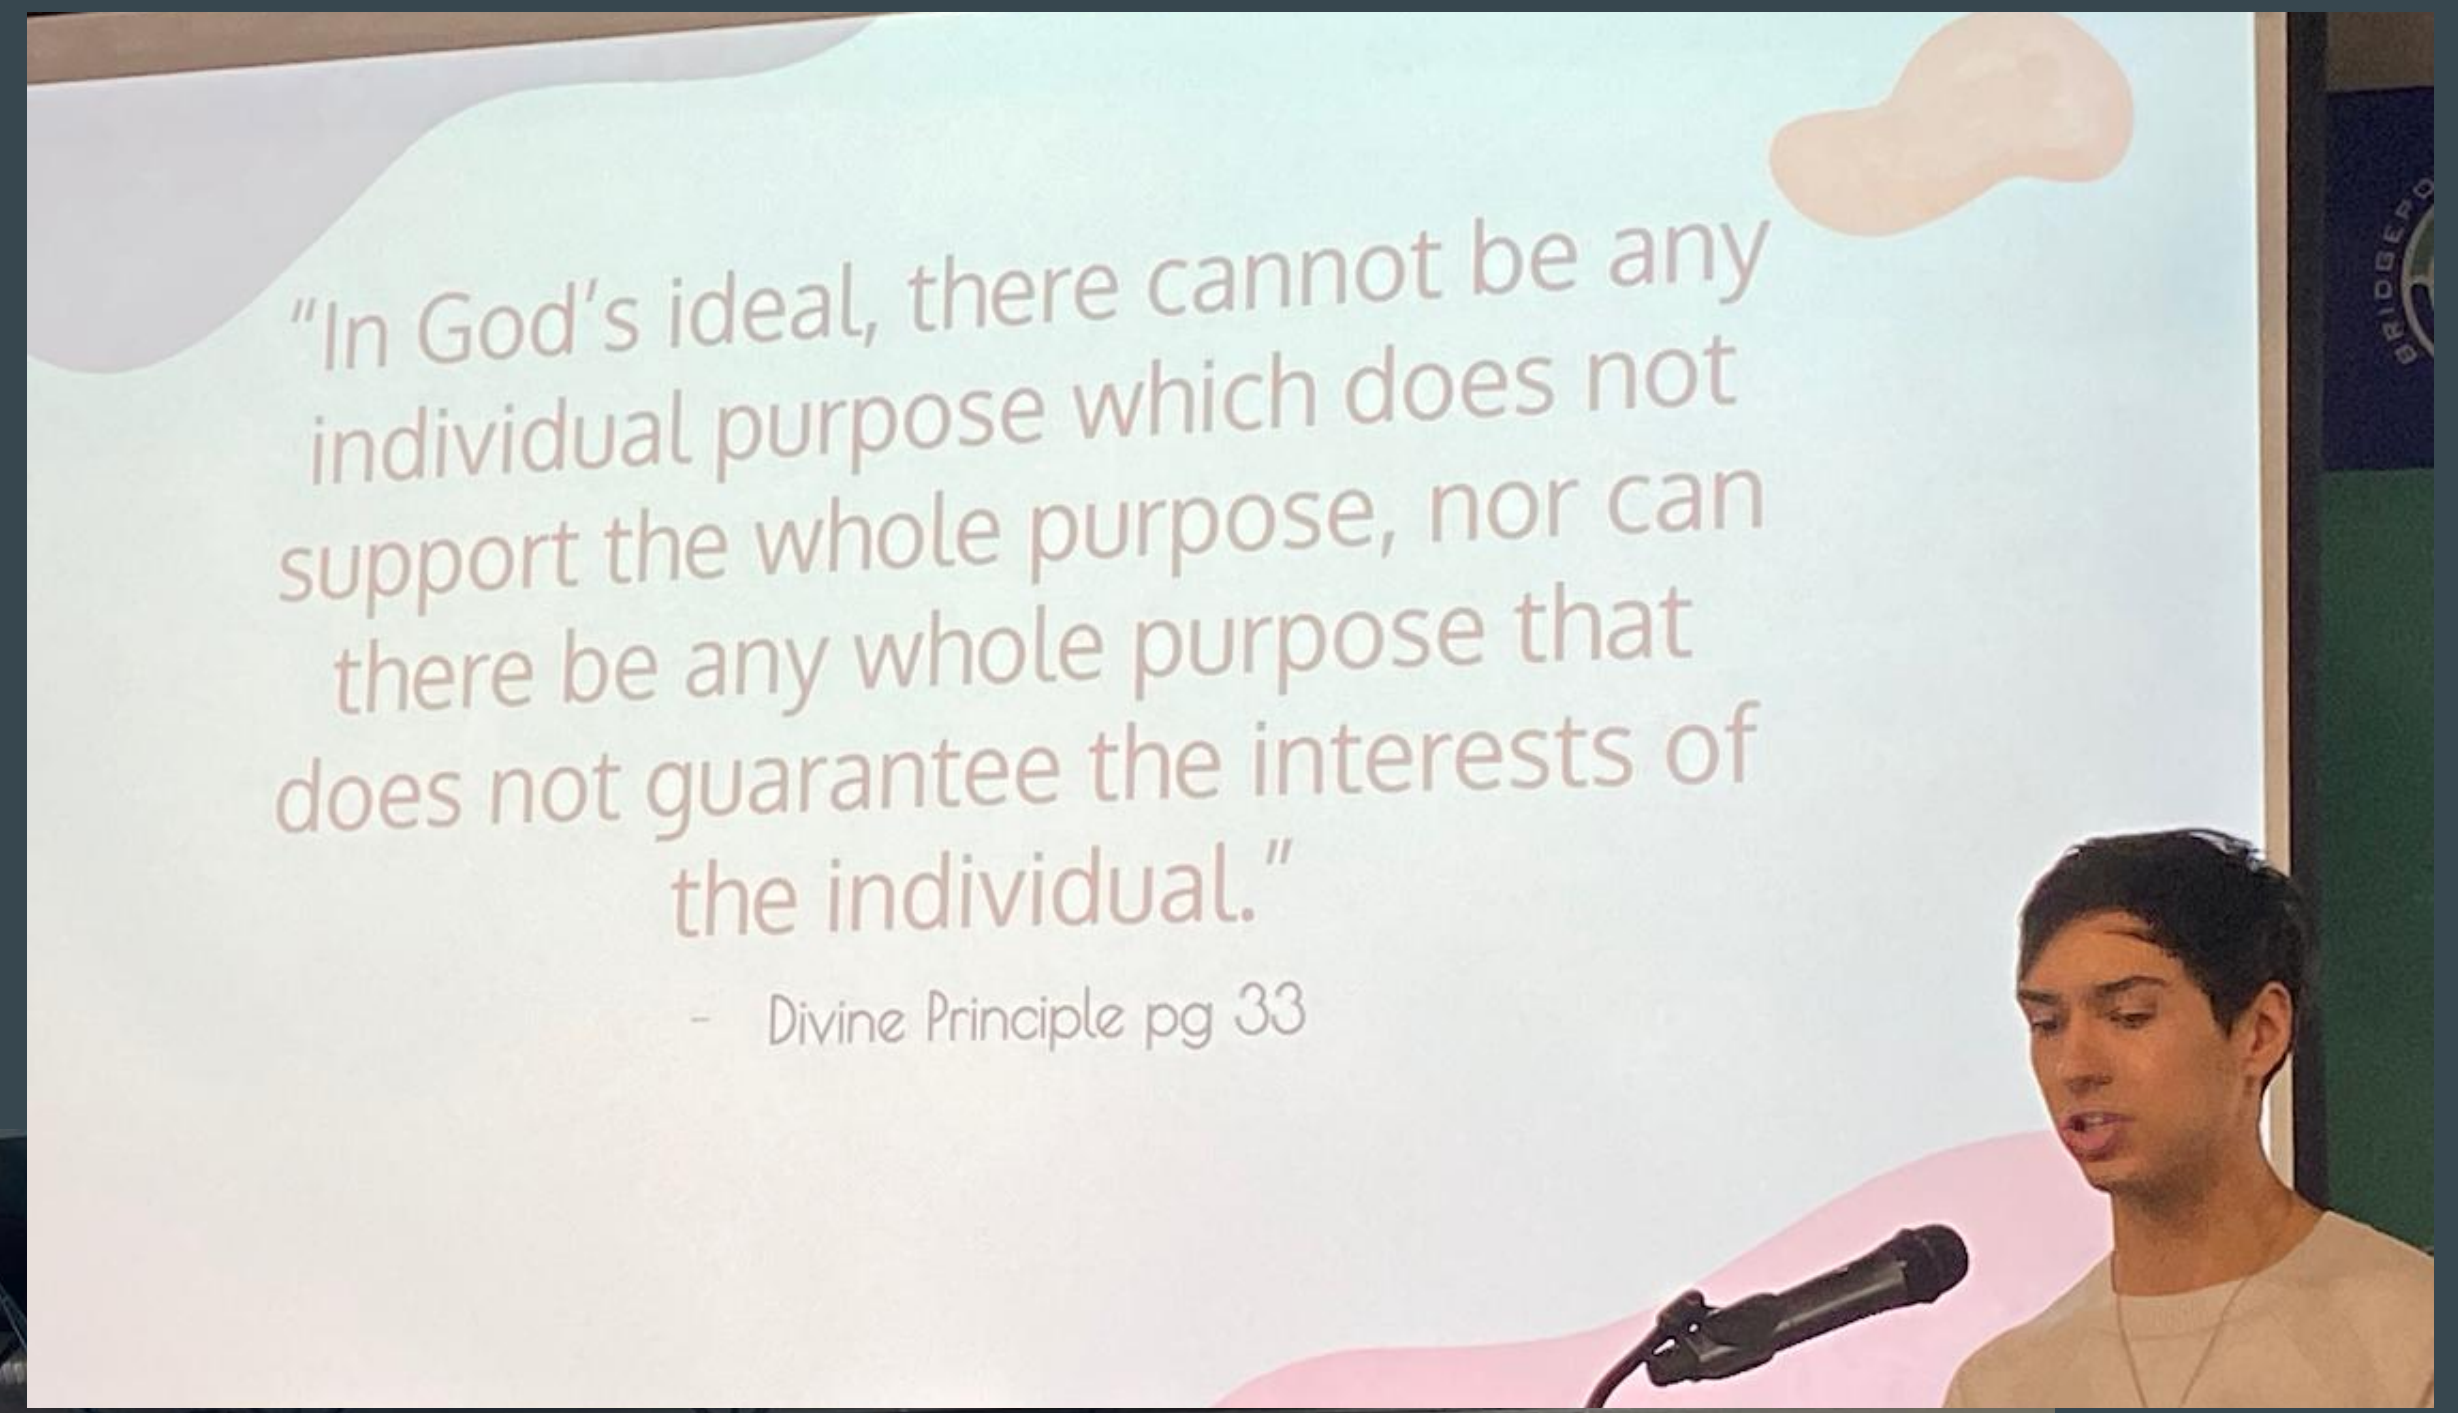 "In God's ideal, there cannot be any
individual purpose which does not
support the whole purpose, nor can
there be any whole purpose that
does not guarantee the interests of
the individual."
- Divine Principle pg 33